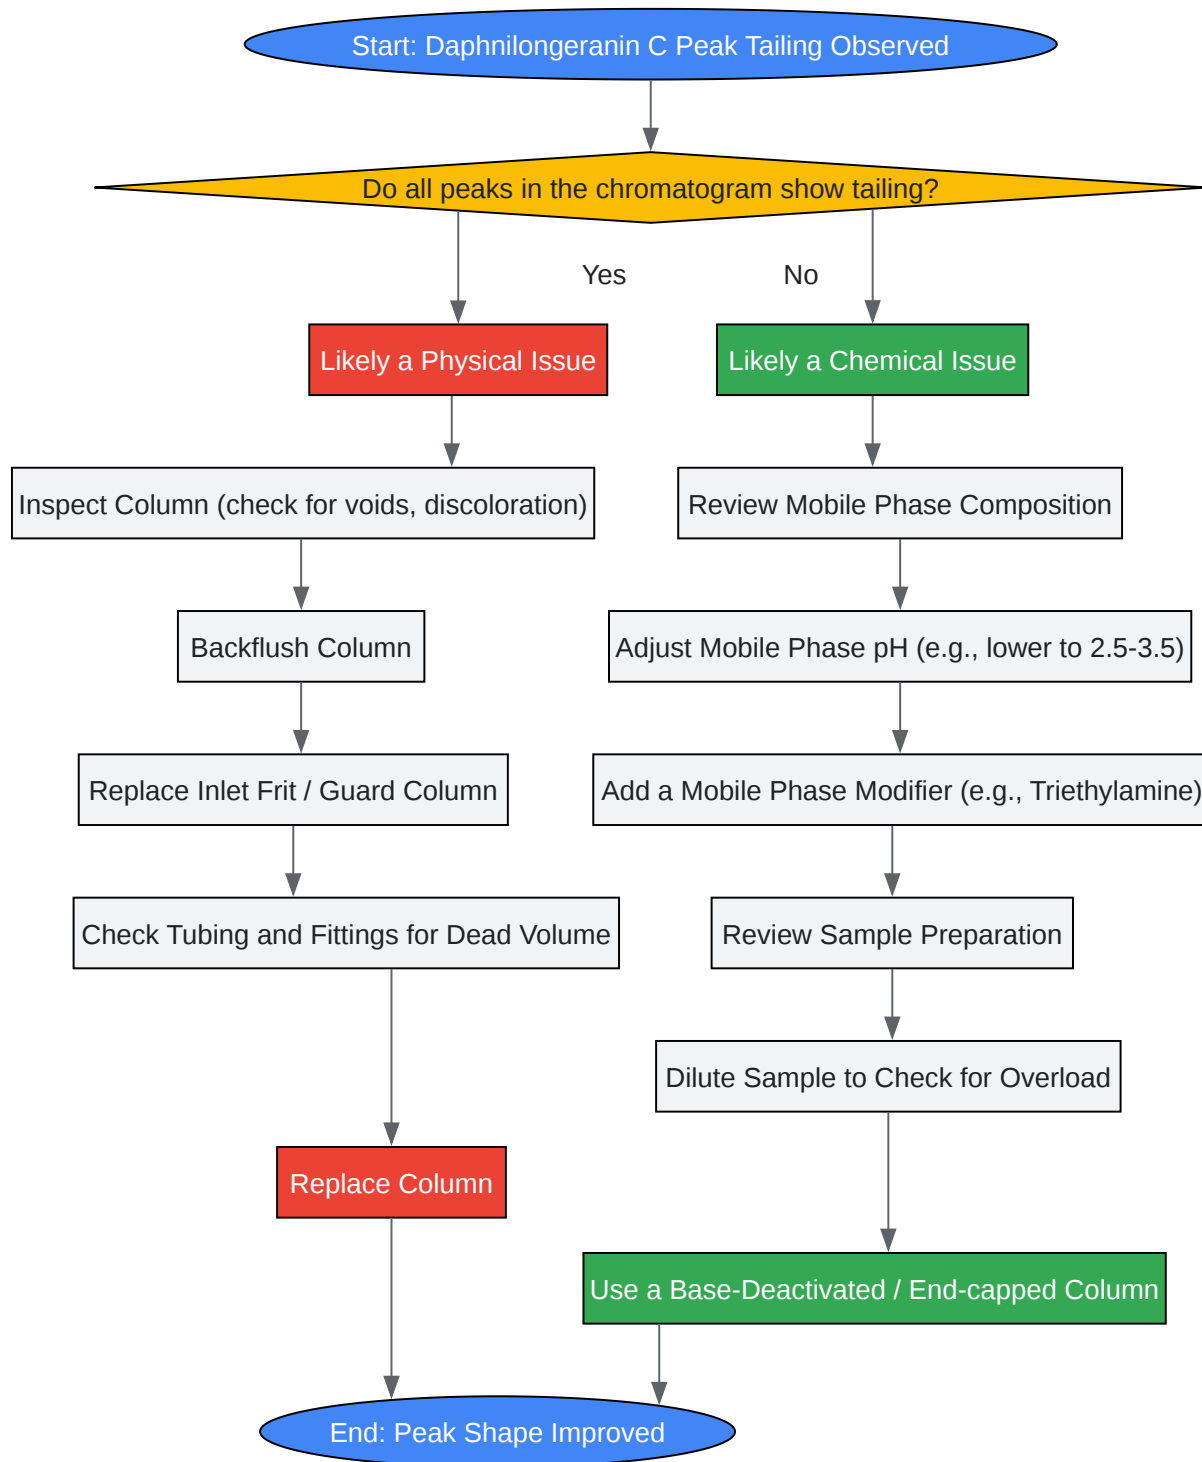 Start: Daphnilongeranin C Peak Tailing Observed
Do all peaks in the chromatogram show tailing?
Yes
No
Likely a Physical Issue
Likely a Chemical Issue
Inspect Column (check for voids, discoloration)
Review Mobile Phase Composition
Backflush Column
Adjust Mobile Phase pH (e.g., lower to 2.5-3.5)
Replace Inlet Frit / Guard Column
Add a Mobile Phase Modifier (e.g., Triethylamine)
Check Tubing and Fittings for Dead Volume
Review Sample Preparation
Dilute Sample to Check for Overload
Replace Column
Use a Base-Deactivated / End-capped Column
End: Peak Shape Improved